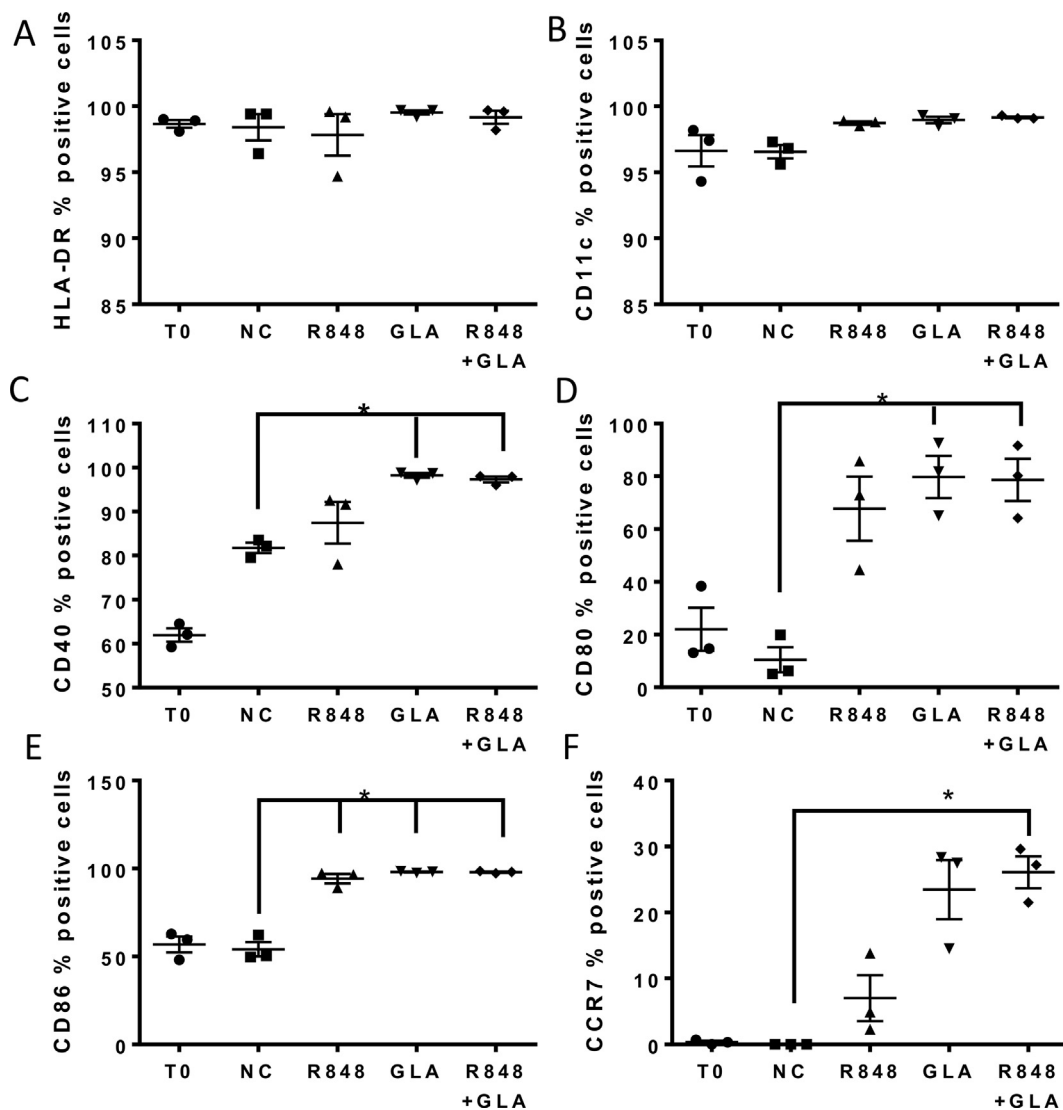 A
HLA-DR % positive cells
105
100
95
90
85
T0 NC R848 GLA R848
+GLA
B
CD11c % positive cells
105
100
95
90
85
T0 NC R848 GLA R848
+GLA
C
CD40 % postive cells
110
100
90
80
70
60
50
*
T0 NC R848 GLA R848
+GLA
D
CD80 % positive cells
100
80
60
40
20
0
*
T0 NC R848 GLA R848
+GLA
E
CD86 % positive cells
150
100
50
0
*
T0 NC R848 GLA R848
+GLA
F
CCR7 % postive cells
40
30
20
10
0
*
T0 NC R848 GLA R848
+GLA